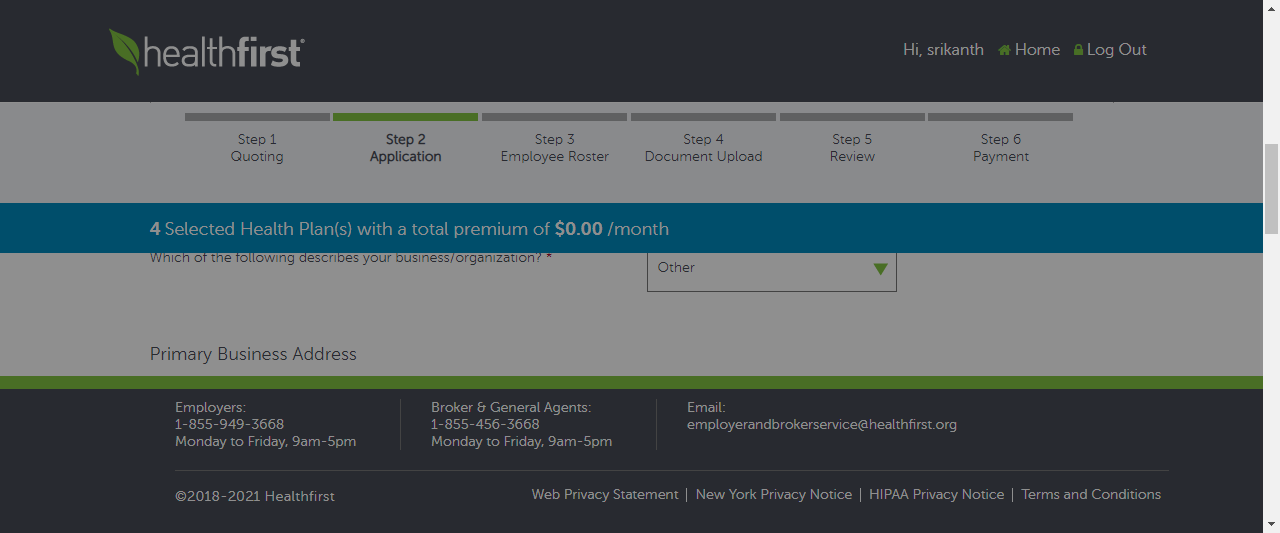 healthfirst®
Hi, srikanth Home Log Out
Step 1
Quoting
Step 2
Application
Step 3
Employee Roster
Step 4
Document Upload
Step 5
Review
Step 6
Payment
4 Selected Health Plan(s) with a total premium of $0.00 /month
Which of the following describes your business/organization? *
Other
Primary Business Address
Employers:
1-855-949-3668
Monday to Friday, 9am-5pm
Broker & General Agents:
1-855-456-3668
Monday to Friday, 9am-5pm
Email:
employerandbrokerservice@healthfirst.org
©2018-2021 Healthfirst
Web Privacy Statement | New York Privacy Notice | HIPAA Privacy Notice | Terms and Conditions